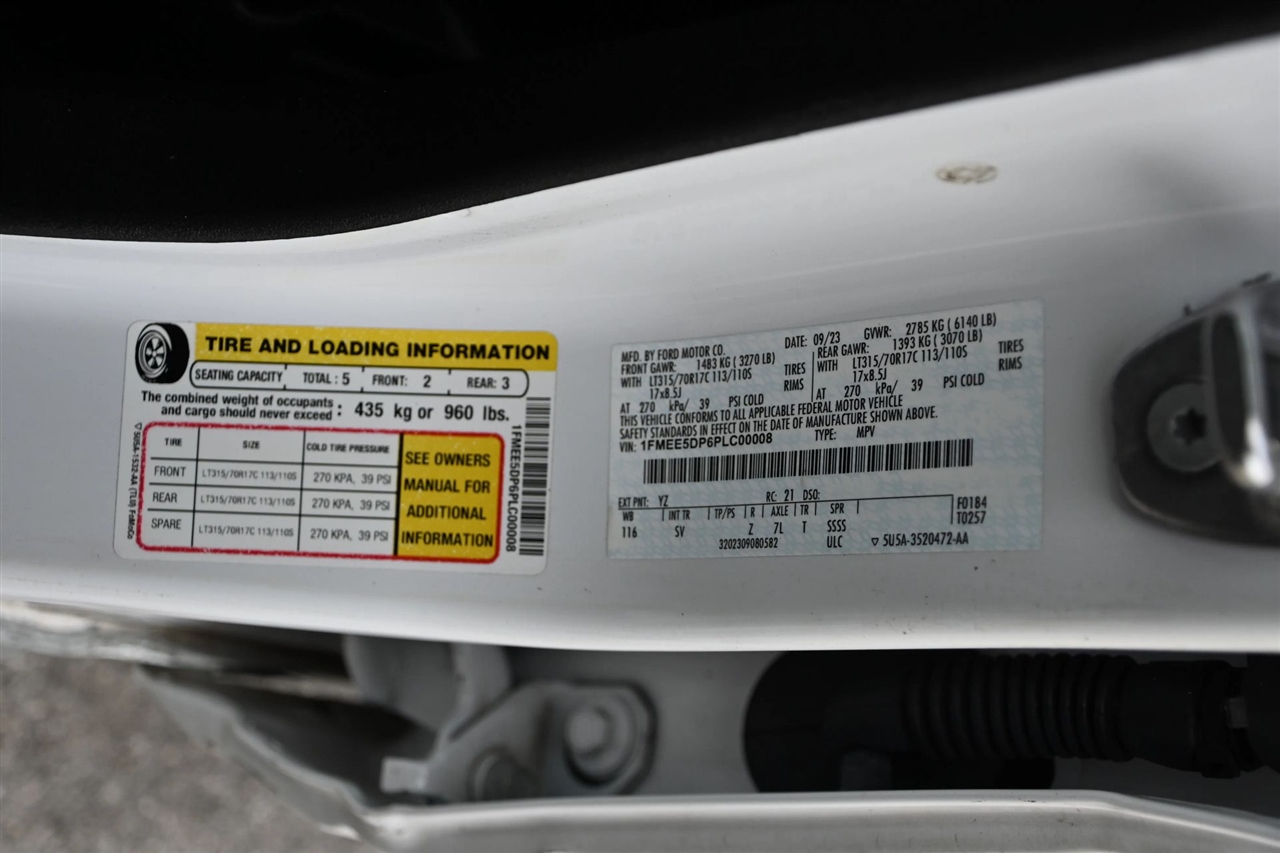 TIRE AND LOADING INFORMATION
SEATING CAPACITY TOTAL : 5 FRONT: 2 REAR: 3
The combined weight of occupants
and cargo should never exceed : 435 kg or 960 lbs.
TIRE SIZE COLD TIRE PRESSURE
FRONT LT315/70R17C 113/110S 270 KPA, 39 PSI
REAR LT315/70R17C 113/110S 270 KPA, 39 PSI
SPARE LT315/70R17C 113/110S 270 KPA, 39 PSI
SEE OWNERS
MANUAL FOR
ADDITIONAL
INFORMATION
5U5A-1532-AA (TL0) FoMoCo
1FMEE5DP6PLC00008
MFD. BY FORD MOTOR CO. DATE: 09/23 GVWR: 2785 KG ( 6140 LB)
FRONT GAWR: 1483 KG ( 3270 LB) REAR GAWR: 1393 KG ( 3070 LB)
WITH LT315/70R17C 113/110S TIRES LT315/70R17C 113/110S TIRES
17x8.5J RIMS 17x8.5J RIMS
AT 270 kPa/ 39 PSI COLD AT 270 kPa/ 39 PSI COLD
THIS VEHICLE CONFORMS TO ALL APPLICABLE FEDERAL MOTOR VEHICLE
SAFETY STANDARDS IN EFFECT ON THE DATE OF MANUFACTURE SHOWN ABOVE.
VIN: 1FMEE5DP6PLC00008 TYPE: MPV
EXT PNT: YZ RC: 21 DSO:
WB INT TR TP/PS R AXLE TR SPR F0184
116 SV Z 7L T SSSS T0257
3202309080582 ULC 5U5A-3520472-AA